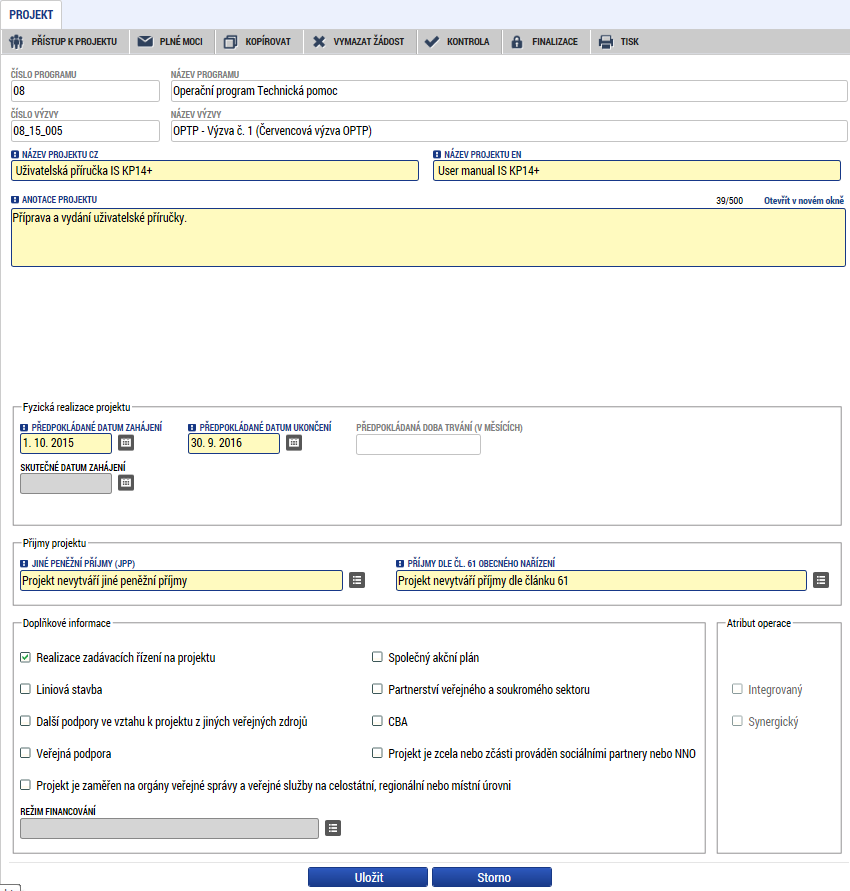 PROJEKT
PŘÍSTUP K PROJEKTU PLNÉ MOCI KOPÍROVAT VYMAZAT ŽÁDOST KONTROLA FINALIZACE TISK
ČÍSLO PROGRAMU NÁZEV PROGRAMU
08 Operační program Technická pomoc
ČÍSLO VÝZVY NÁZEV VÝZVY
08_15_005 OPTP - Výzva č. 1 (Červencová výzva OPTP)
NÁZEV PROJEKTU CZ NÁZEV PROJEKTU EN
Uživatelská příručka IS KP14+ User manual IS KP14+
ANOTACE PROJEKTU 39/500 Otevřít v novém okně
Příprava a vydání uživatelské příručky.
Fyzická realizace projektu
PŘEDPOKLÁDANÉ DATUM ZAHÁJENÍ PŘEDPOKLÁDANÉ DATUM UKONČENÍ PŘEDPOKLÁDANÁ DOBA TRVÁNÍ (V MĚSÍCÍCH)
1. 10. 2015 30. 9. 2016
SKUTEČNÉ DATUM ZAHÁJENÍ
Příjmy projektu
JINÉ PENĚŽNÍ PŘÍJMY (JPP) PŘÍJMY DLE ČL. 61 OBECNÉHO NAŘÍZENÍ
Projekt nevytváří jiné peněžní příjmy Projekt nevytváří příjmy dle článku 61
Doplňkové informace Atribut operace
Realizace zadávacích řízení na projektu Společný akční plán
Liniová stavba Partnerství veřejného a soukromého sektoru Integrovaný
Další podpory ve vztahu k projektu z jiných veřejných zdrojů CBA Synergický
Veřejná podpora Projekt je zcela nebo zčásti prováděn sociálními partnery nebo NNO
Projekt je zaměřen na orgány veřejné správy a veřejné služby na celostátní, regionální nebo místní úrovni
REŽIM FINANCOVÁNÍ
Uložit Storno